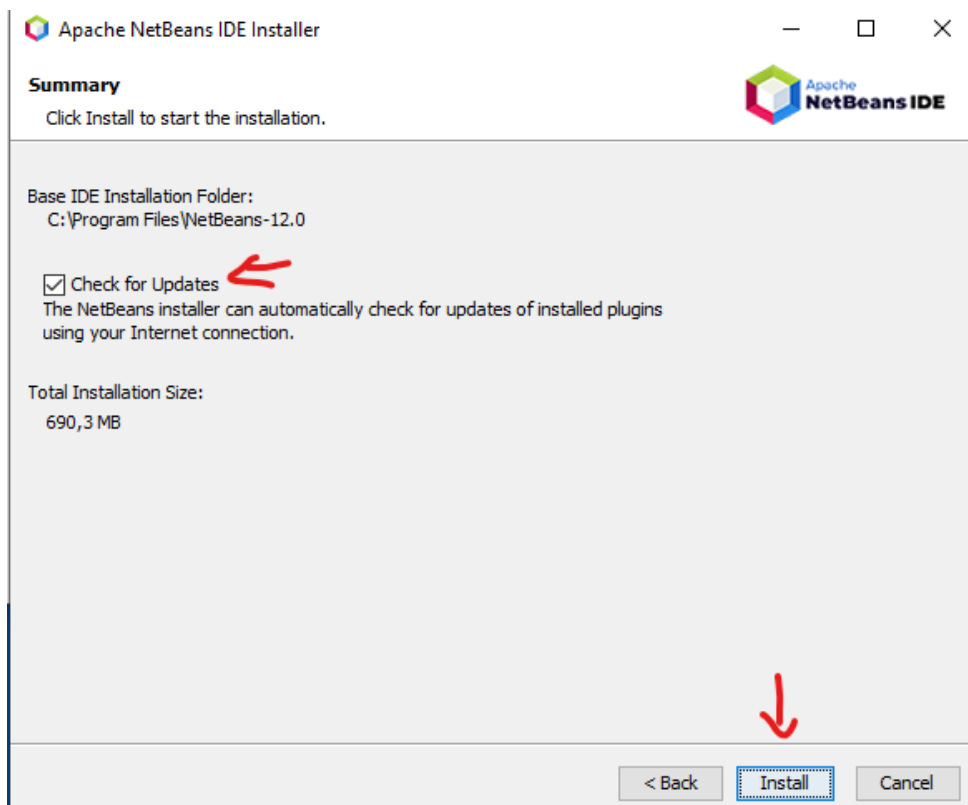 Apache NetBeans IDE Installer
Summary
Click Install to start the installation.
Apache
NetBeans IDE
Base IDE Installation Folder:
C:\Program Files\NetBeans-12.0
Check for Updates
The NetBeans installer can automatically check for updates of installed plugins
using your Internet connection.
Total Installation Size:
690,3 MB
< Back Install Cancel